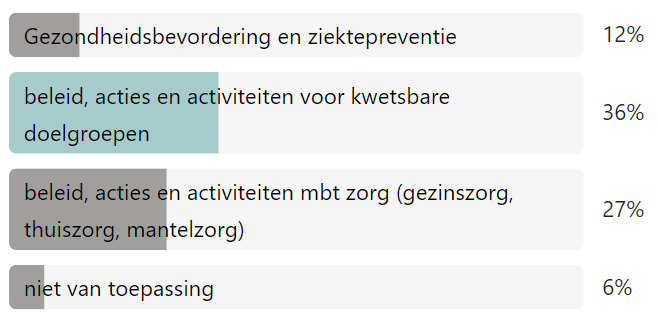 Gezondheidsbevordering en ziektepreventie 12%
beleid, acties en activiteiten voor kwetsbare
doelgroepen 36%
beleid, acties en activiteiten mbt zorg (gezinszorg,
thuiszorg, mantelzorg) 27%
niet van toepassing 6%